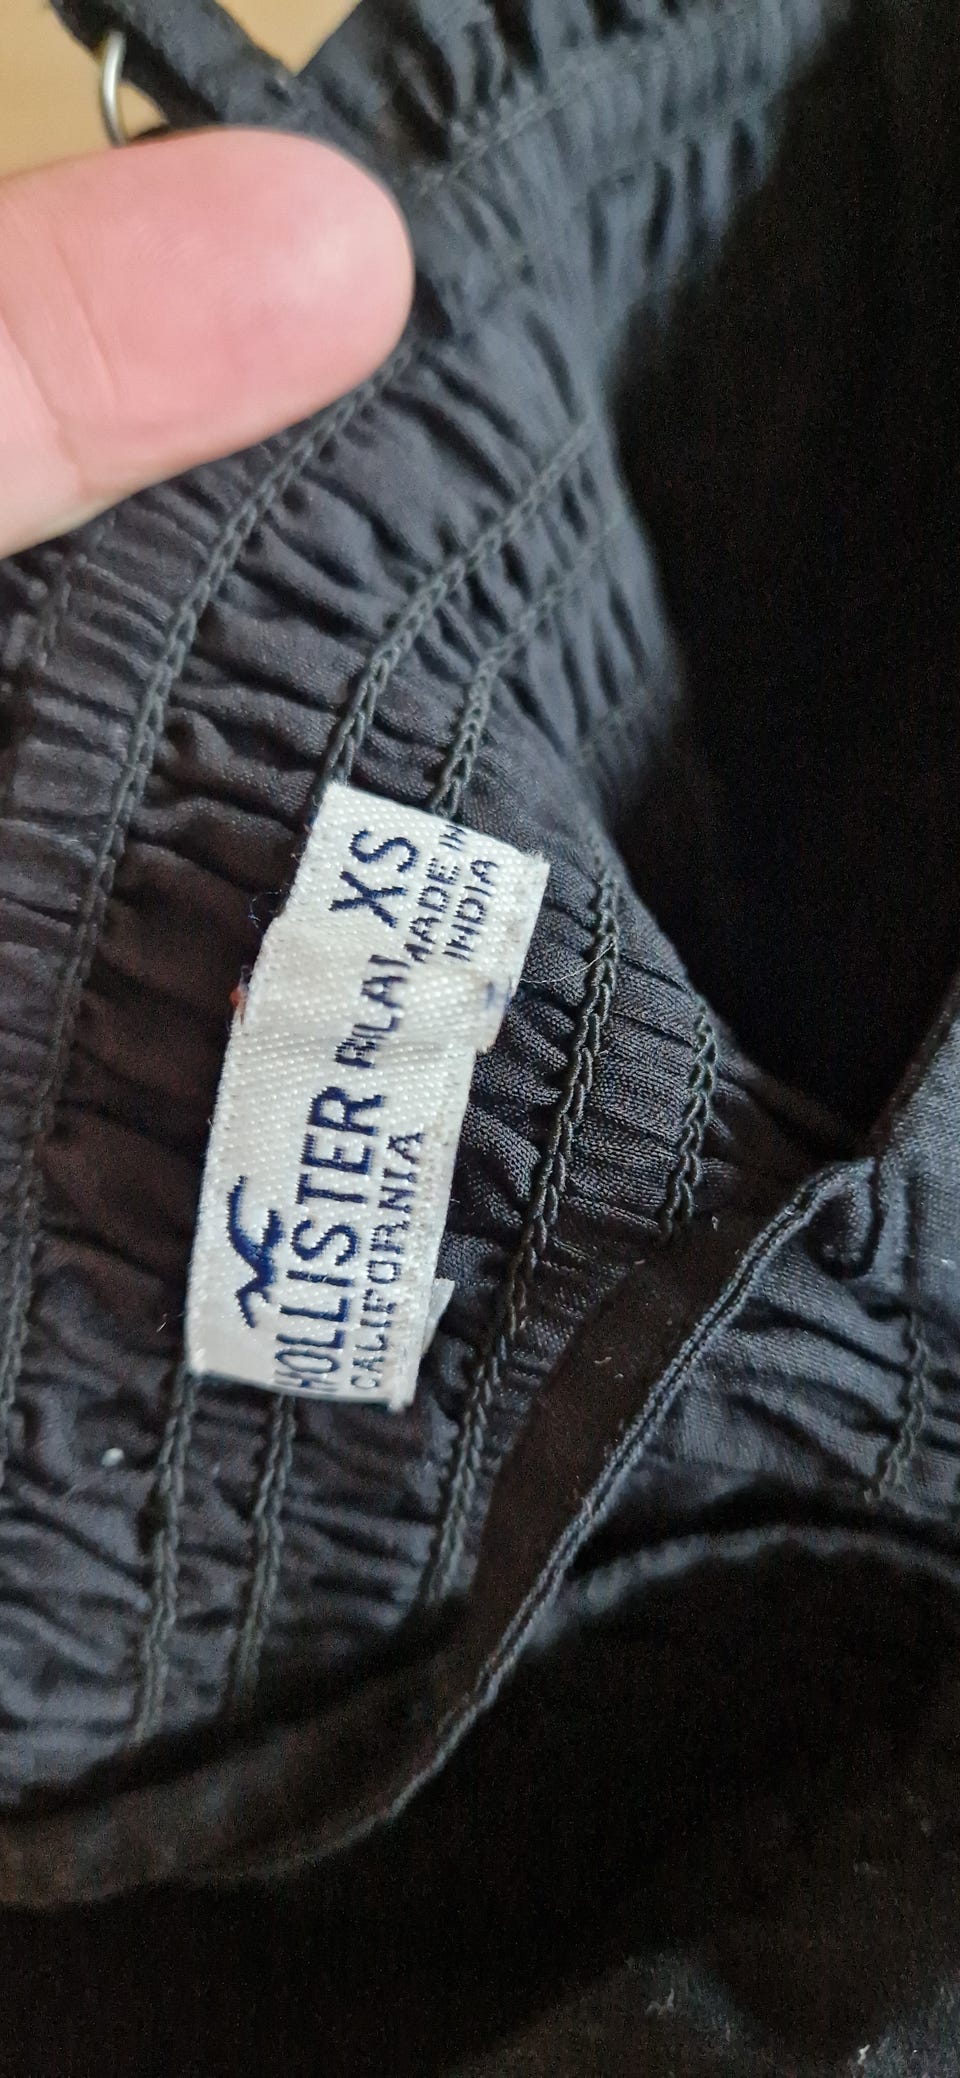 HOLLISTER
CALIFORNIA
XS
MADE IN
INDIA